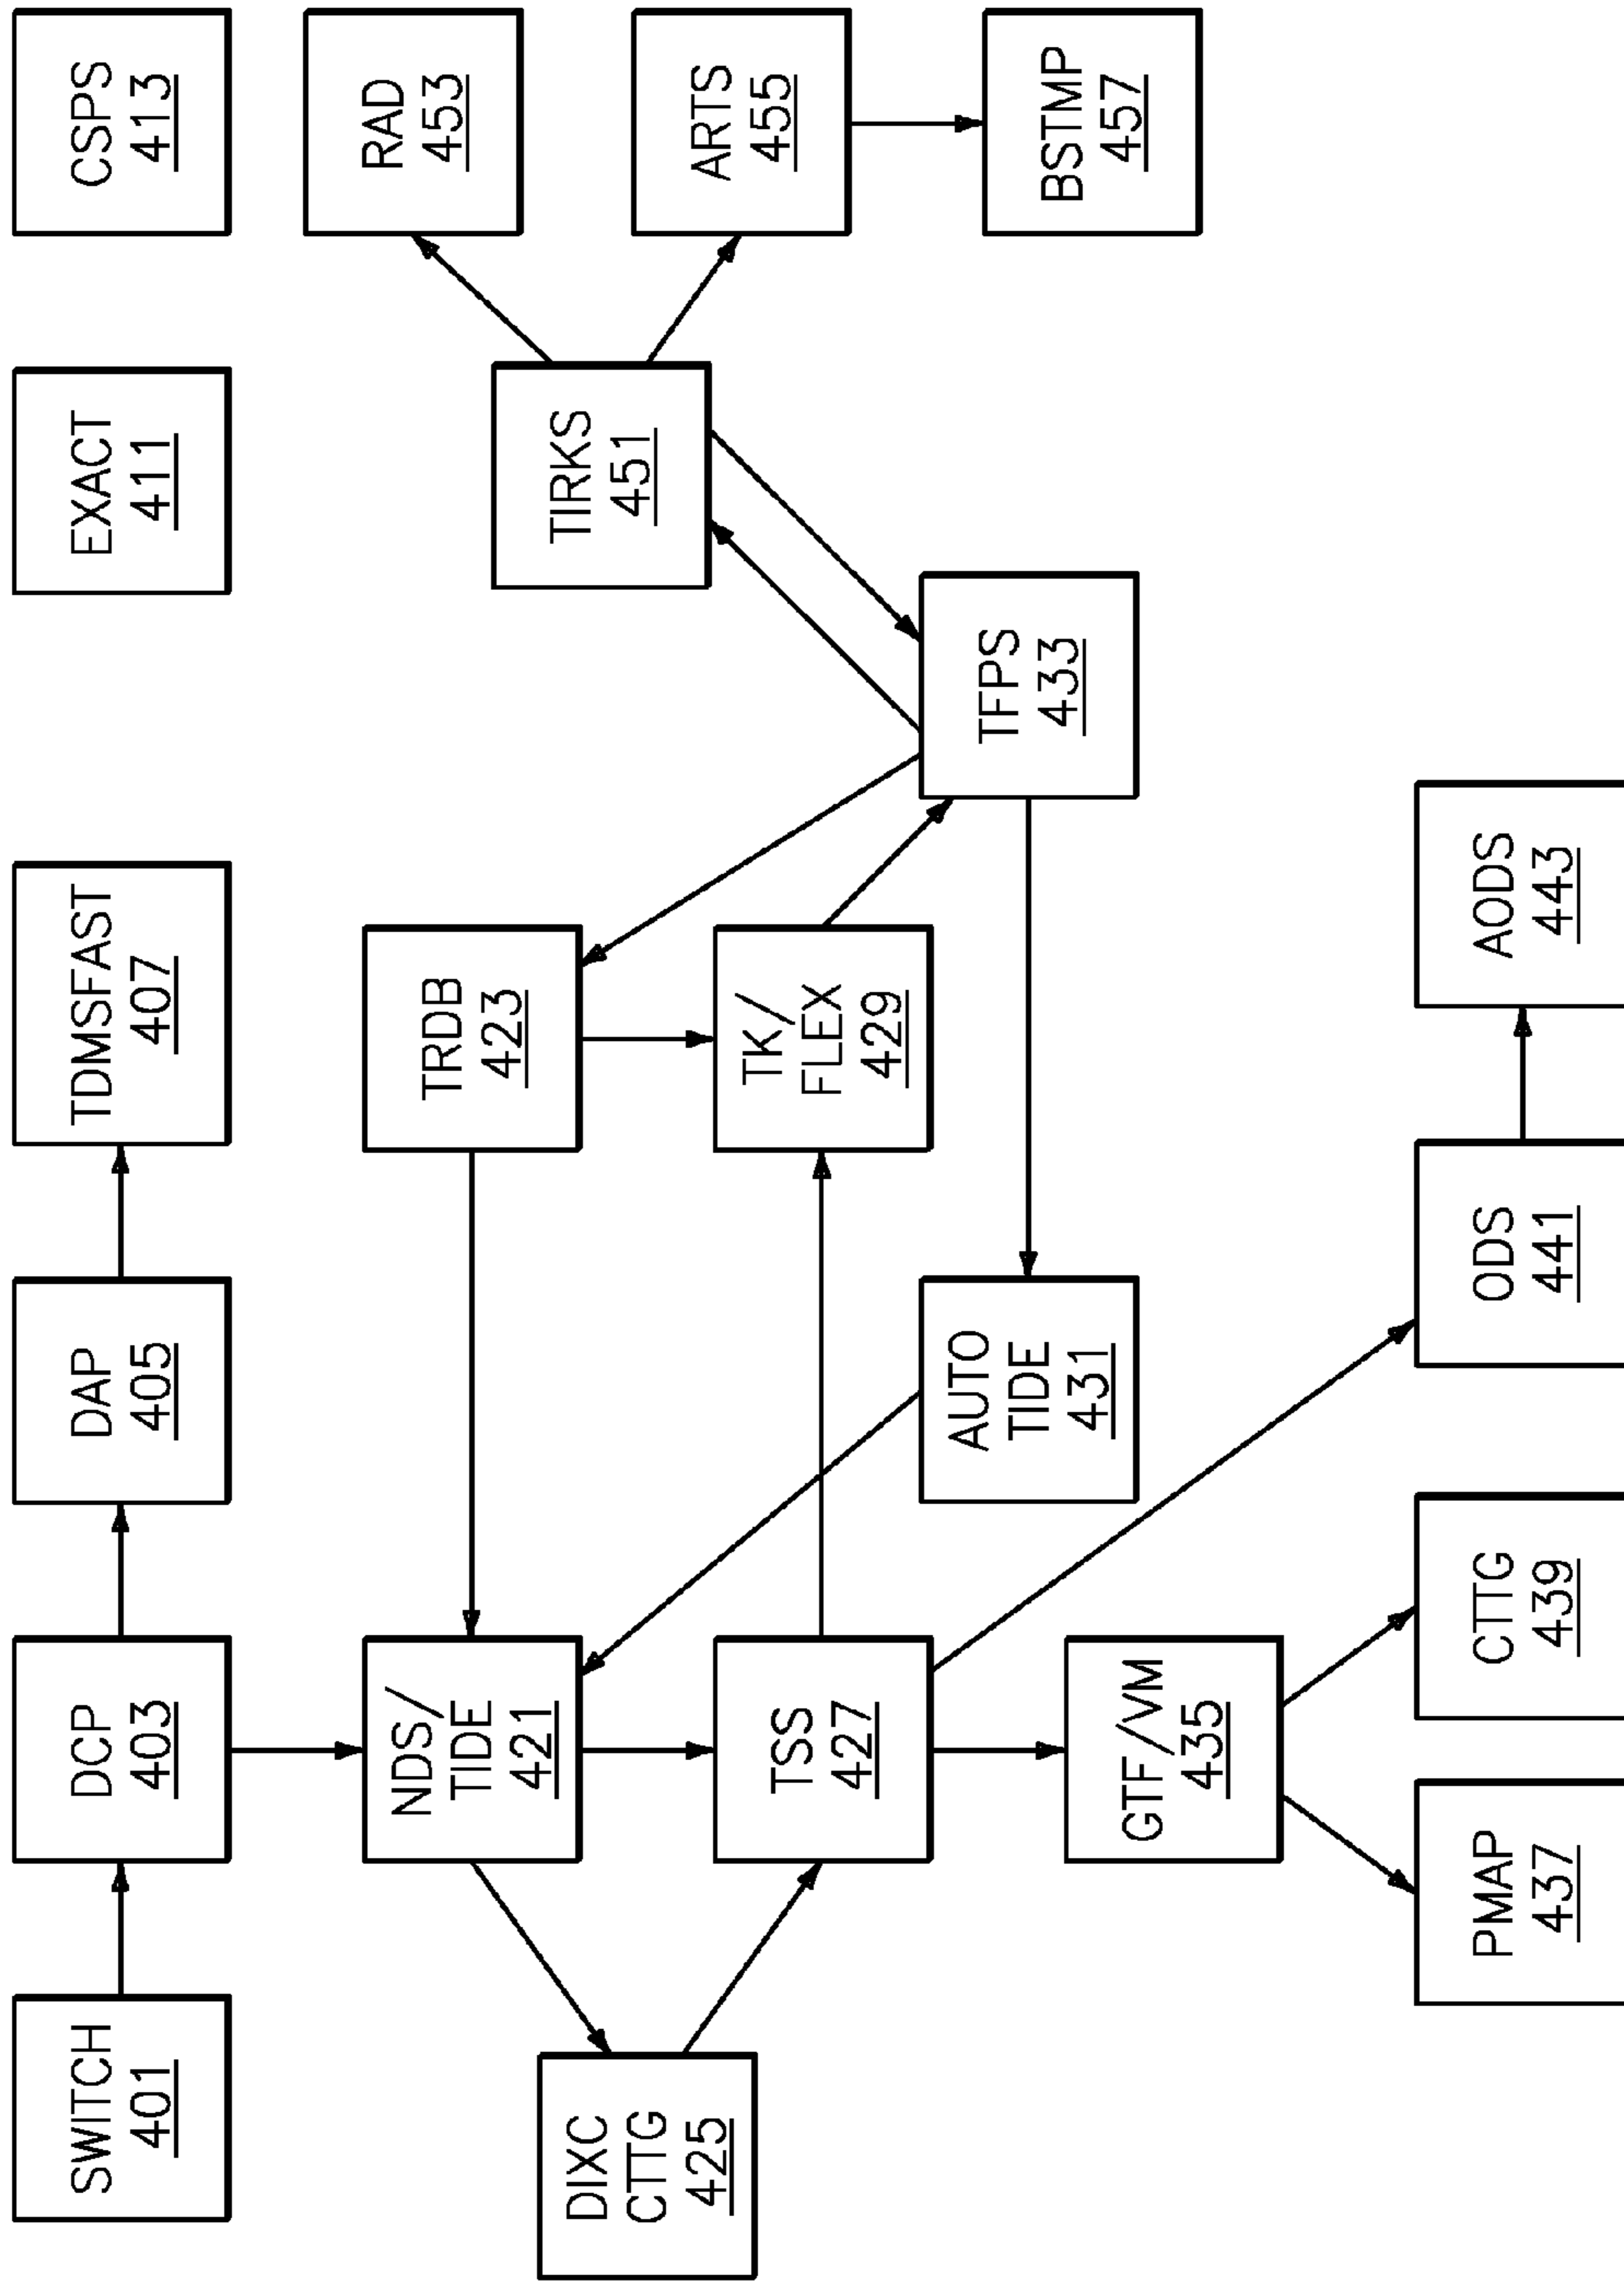 SWITCH
401
DCP
403
DAP
405
TDMSFAST
407
EXACT
411
CSPS
413
NDS/
TIDE
421
TRDB
423
RAD
453
DIXC
CTTG
425
TSS
427
TK/
FLEX
429
TIRKS
451
ARTS
455
GTF/VM
435
AUTO
TIDE
431
TFPS
433
BSTMP
457
PMAP
437
CTTG
439
ODS
441
AODS
443